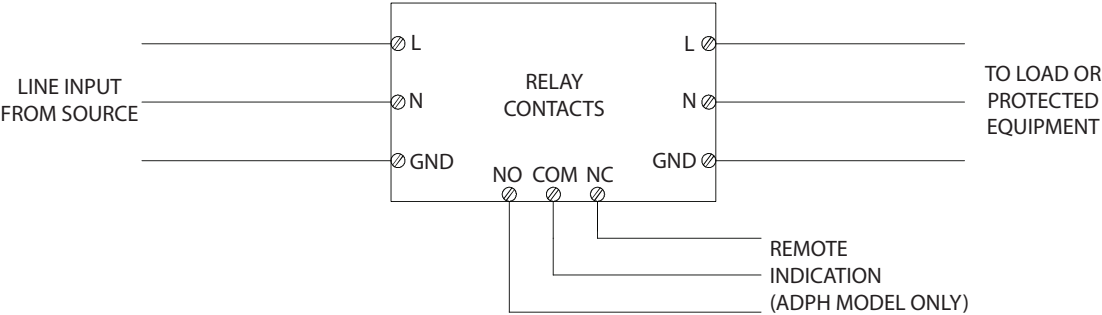 LINE INPUT
FROM SOURCE
L
N
GND
RELAY
CONTACTS
NO COM NC
L
N
GND
TO LOAD OR
PROTECTED
EQUIPMENT
REMOTE
INDICATION
(ADPH MODEL ONLY)